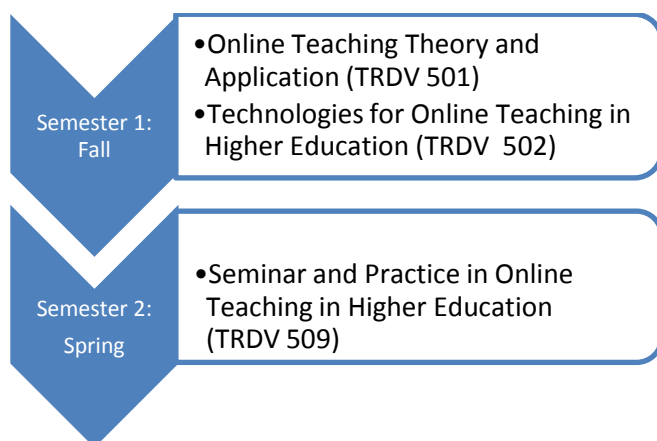 Semester 1:
Fall
•Online Teaching Theory and
Application (TRDV 501)
•Technologies for Online Teaching in
Higher Education (TRDV  502)
Semester 2:
Spring
•Seminar and Practice in Online
Teaching in Higher Education
(TRDV 509)